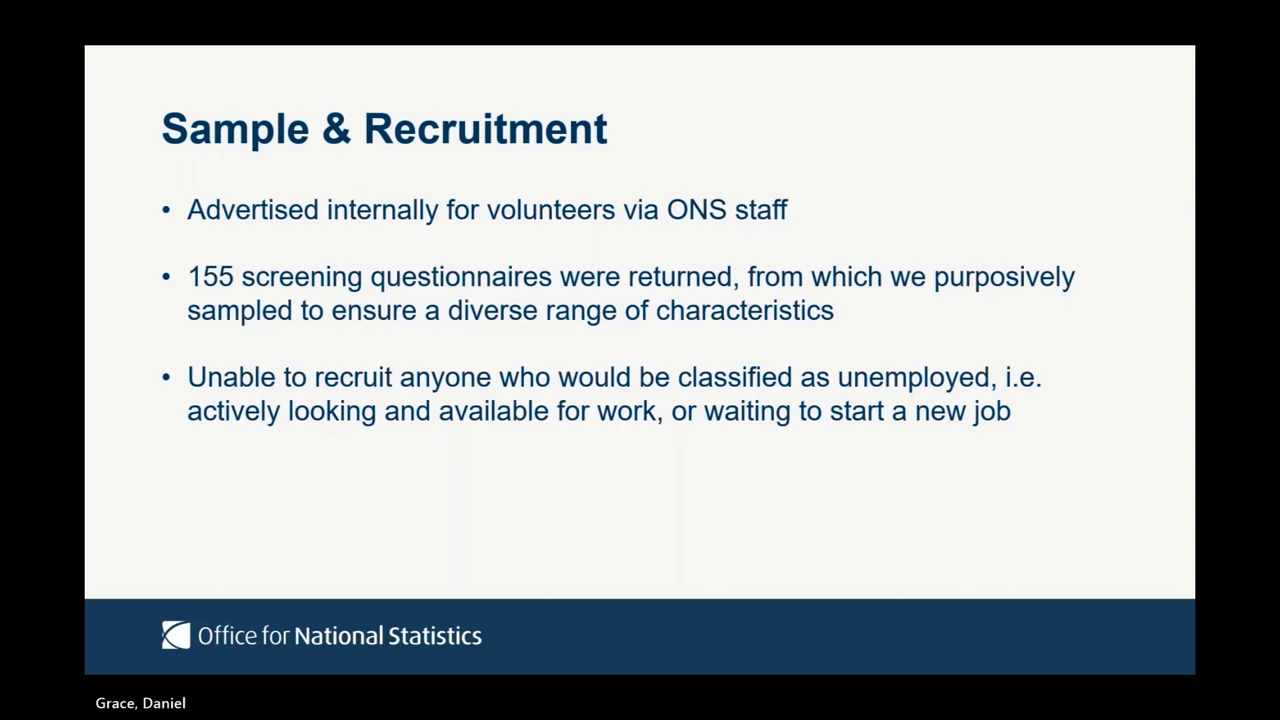 Sample & Recruitment
• Advertised internally for volunteers via ONS staff
• 155 screening questionnaires were returned, from which we purposively
sampled to ensure a diverse range of characteristics
• Unable to recruit anyone who would be classified as unemployed, i.e.
actively looking and available for work, or waiting to start a new job
Office for National Statistics
Grace, Daniel